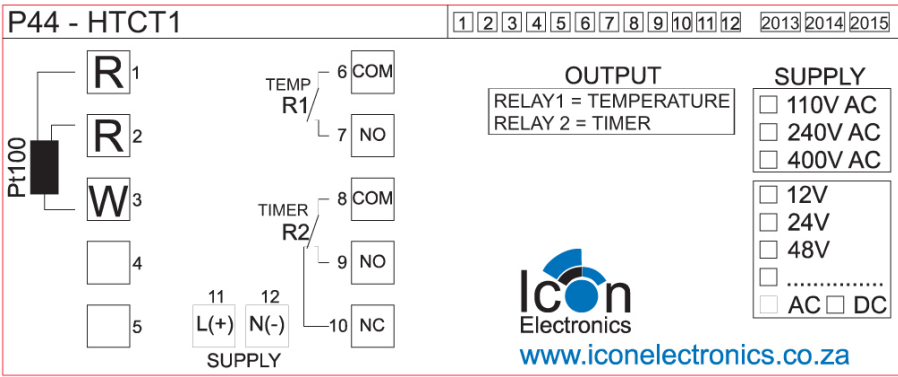 P44 - HTCT1
1 2 3 4 5 6 7 8 9 10 11 12 2013 2014 2015
Pt100
R 1
R 2
W 3
4
5
TEMP
R1
6 COM
7 NO
TIMER
R2
8 COM
9 NO
10 NC
11 12
L(+) N(-)
SUPPLY
OUTPUT
RELAY1 = TEMPERATURE
RELAY 2 = TIMER
SUPPLY
110V AC
240V AC
400V AC
12V
24V
48V
...............
AC DC
Icon
Electronics
www.iconelectronics.co.za